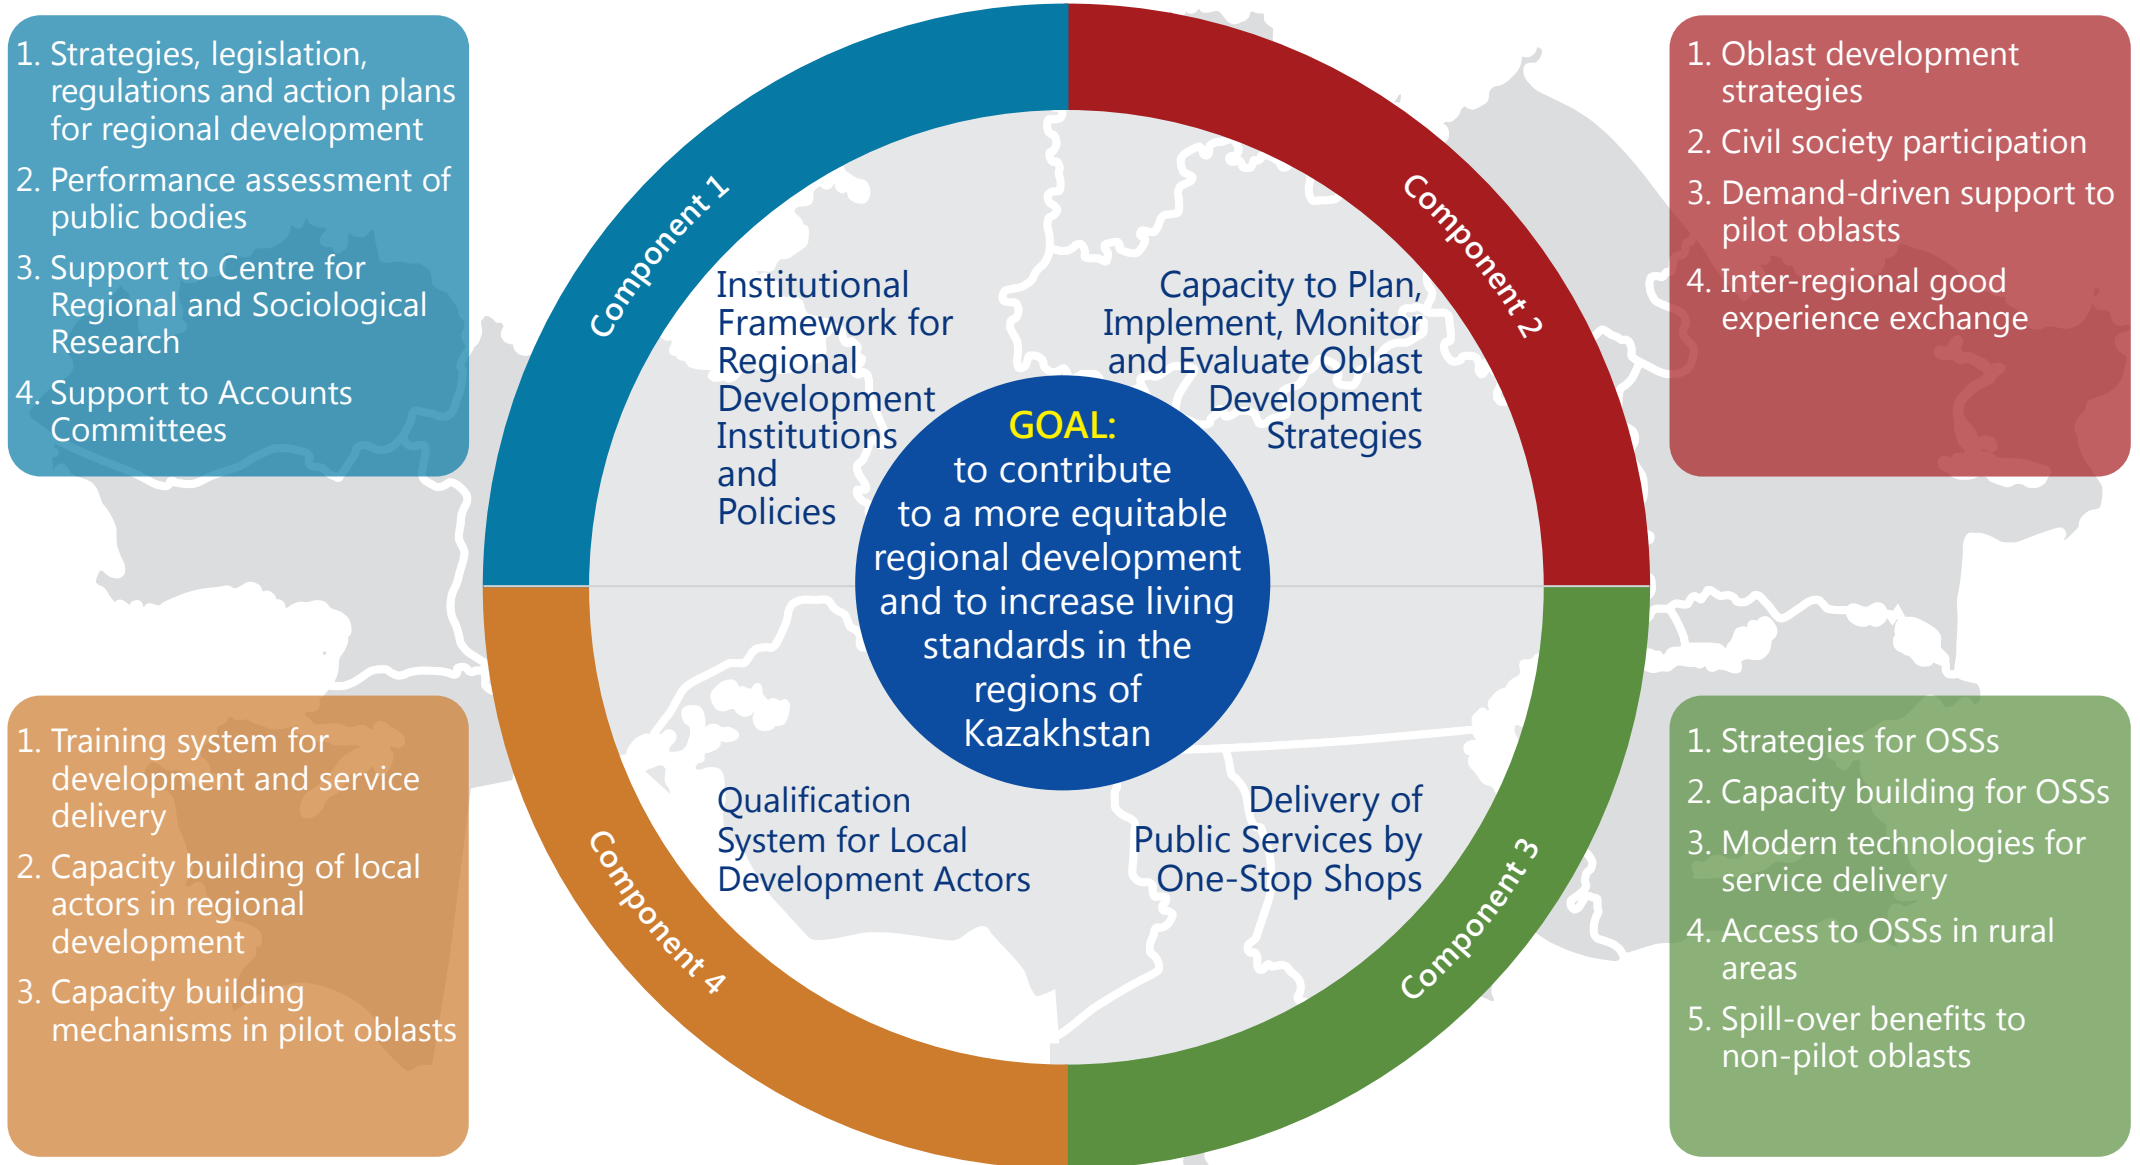 1. Strategies, legislation,
regulations and action plans
for regional development
2. Performance assessment of
public bodies
3. Support to Centre for
Regional and Sociological
Research
4. Support to Accounts
Committees
Component 1
Institutional
Framework for
Regional
Development
Institutions
and
Policies
Component 2
Capacity to Plan,
Implement, Monitor
and Evaluate Oblast
Development
Strategies
1. Oblast development
strategies
2. Civil society participation
3. Demand-driven support to
pilot oblasts
4. Inter-regional good
experience exchange
GOAL:
to contribute
to a more equitable
regional development
and to increase living
standards in the
regions of
Kazakhstan
1. Training system for
development and service
delivery
2. Capacity building of local
actors in regional
development
3. Capacity building
mechanisms in pilot oblasts
Component 4
Qualification
System for Local
Development Actors
Delivery of
Public Services by
One-Stop Shops
Component 3
1. Strategies for OSSs
2. Capacity building for OSSs
3. Modern technologies for
service delivery
4. Access to OSSs in rural
areas
5. Spill-over benefits to
non-pilot oblasts